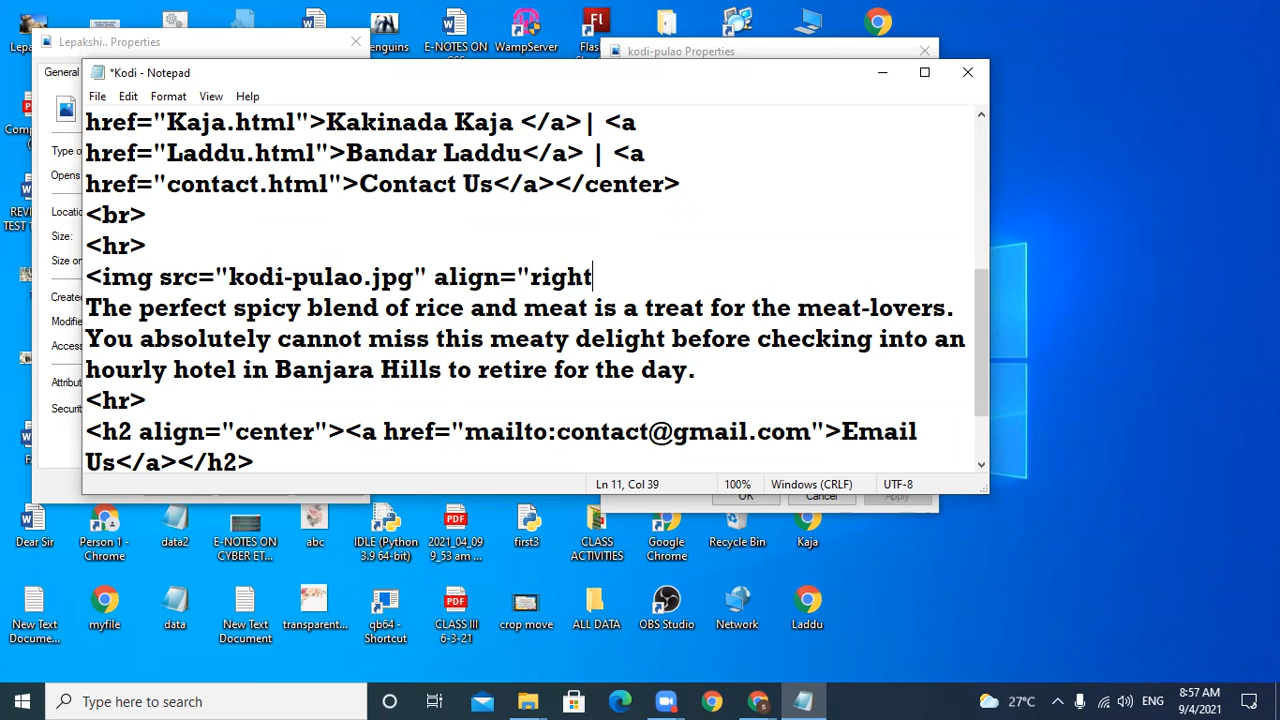 Lepakshi.. Properties
enguins
E-NOTES ON
WampServer
Flas
kodi-pulao Properties
General
*Kodi - Notepad
File Edit Format View Help
href="Kaja.html">Kakinada Kaja </a>| <a
href="Laddu.html">Bandar Laddu</a> | <a
href="contact.html">Contact Us</a></center>
<br>
<hr>
<img src="kodi-pulao.jpg" align="right
The perfect spicy blend of rice and meat is a treat for the meat-lovers.
You absolutely cannot miss this meaty delight before checking into an
hourly hotel in Banjara Hills to retire for the day.
<hr>
<h2 align="center"><a href="mailto:contact@gmail.com">Email
Us</a></h2>
Ln 11, Col 39 100% Windows (CRLF) UTF-8
Type o
Opens
Locatio
Size:
Size on
Created
Modifie
Access
Attribut
Securit
OK Cancel Apply
Dear Sir
Person 1 - Chrome
data2
E-NOTES ON CYBER ET...
abc
IDLE (Python 3.9 64-bit)
2021_04_09 9_53 am ...
first3
CLASS ACTIVITIES
Google Chrome
Recycle Bin
Kaja
New Text Docume...
myfile
data
New Text Document
transparent...
qb64 - Shortcut
CLASS III 6-3-21
crop move
ALL DATA
OBS Studio
Network
Laddu
Type here to search
27°C
ENG
8:57 AM
9/4/2021